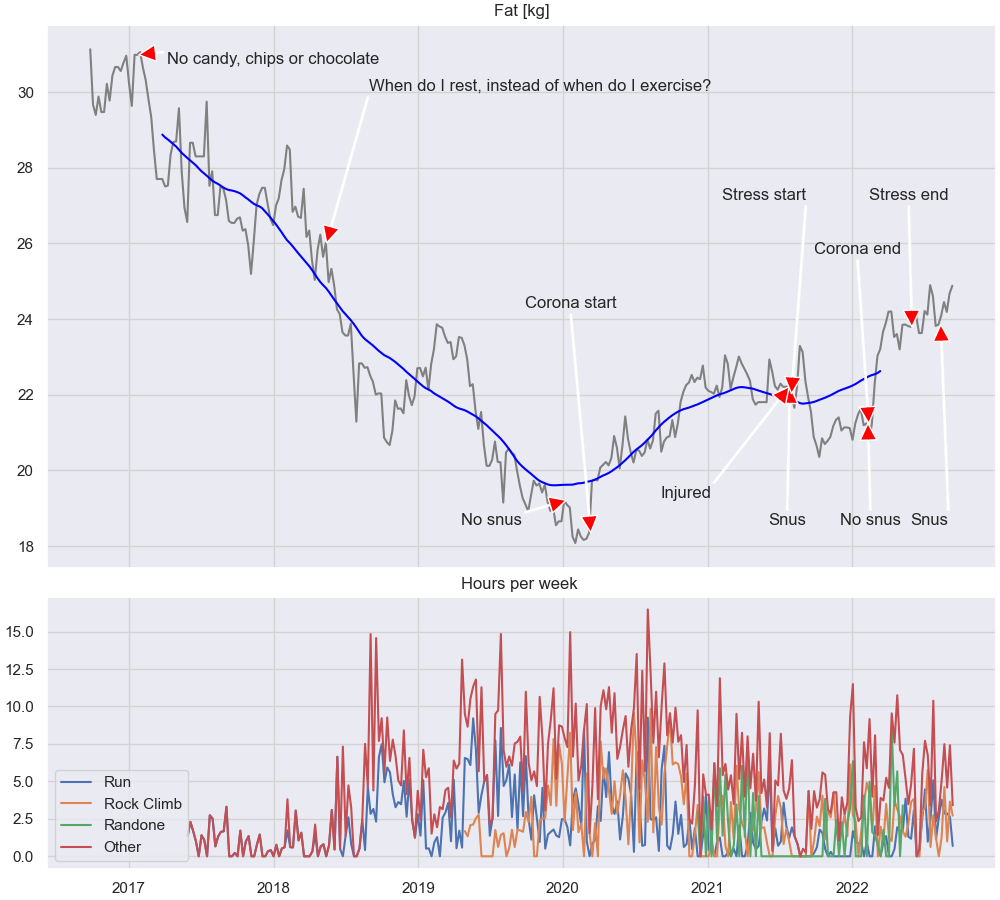 Fat [kg]
No candy, chips or chocolate
When do I rest, instead of when do I exercise?
30
28
Stress start
Stress end
26
Corona end
Corona start
24
22
20
Injured
No snus
Snus
No snus
Snus
18
Hours per week
15.0
12.5
10.0
7.5
5.0
2.5
0.0
Run
Rock Climb
Randone
Other
2017
2018
2019
2020
2021
2022